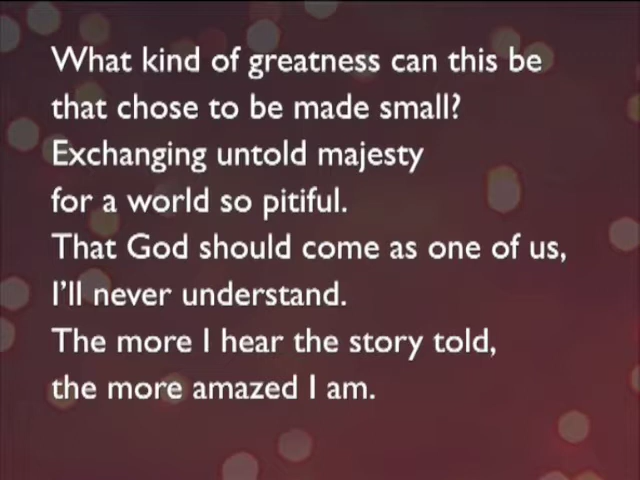 What kind of greatness can this be
that chose to be made small?
Exchanging untold majesty
for a world so pitiful.
That God should come as one of us,
I'll never understand.
The more I hear the story told,
the more amazed I am.